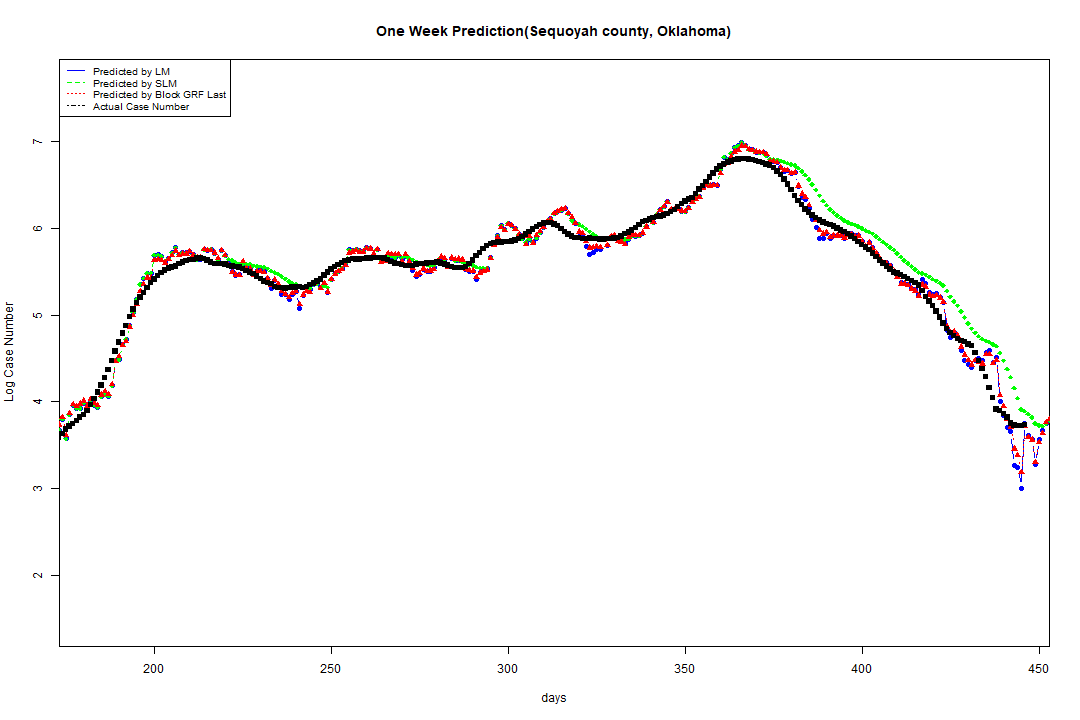 One Week Prediction(Sequoyah county, Oklahoma)
Predicted by LM
Predicted by SLM
Predicted by Block GRF Last
Actual Case Number
7
6
5
4
3
2
Log Case Number
200 250 300 350 400 450
days